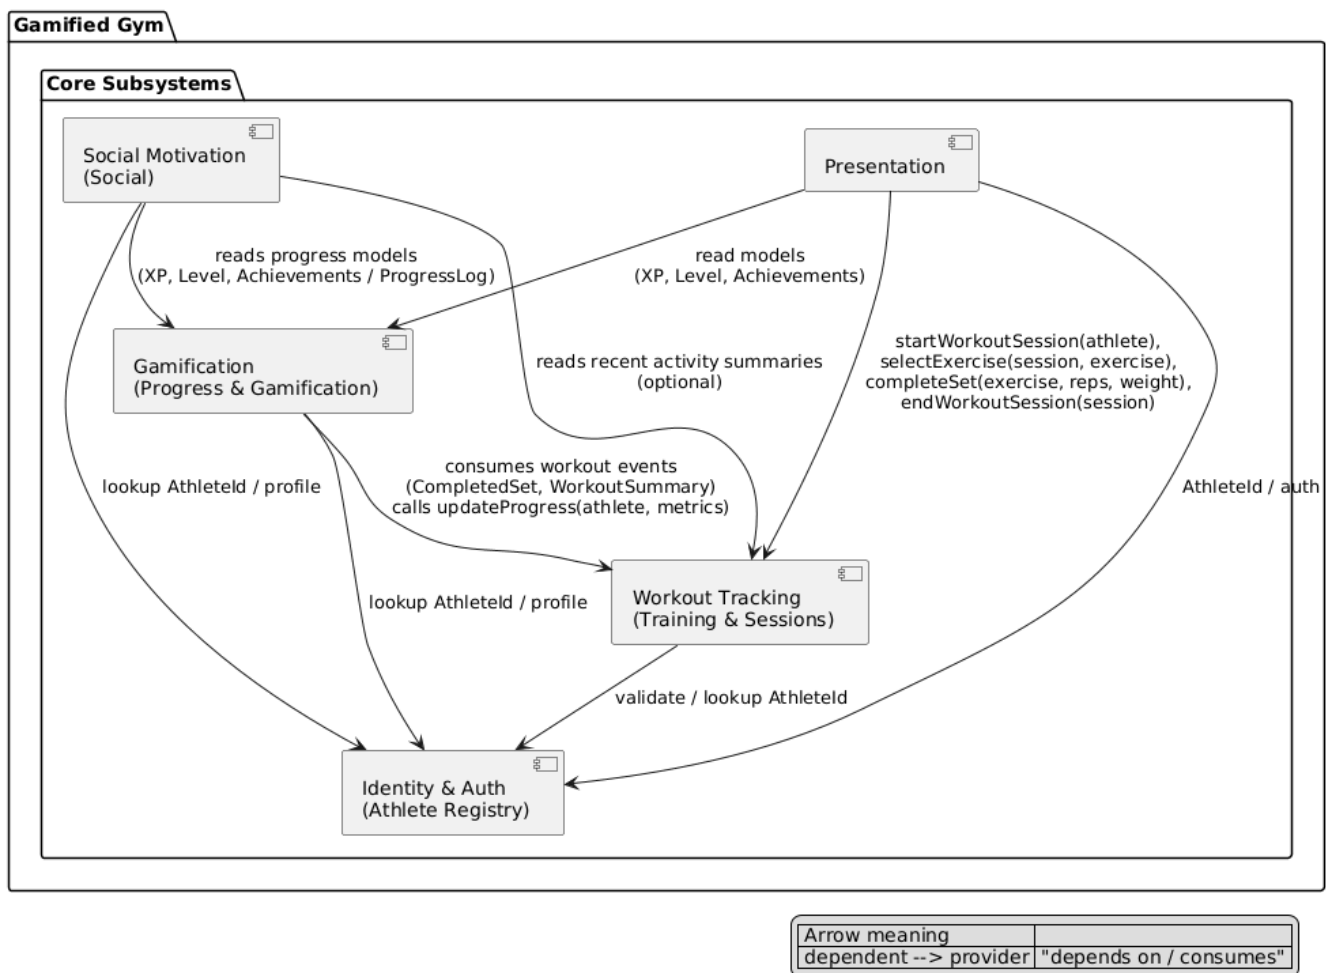 Gamified Gym
Core Subsystems
Social Motivation
(Social)
Presentation
reads progress models
(XP, Level, Achievements / ProgressLog)
read models
(XP, Level, Achievements)
Gamification
(Progress & Gamification)
reads recent activity summaries
(optional)
startWorkoutSession(athlete),
selectExercise(session, exercise),
completeSet(exercise, reps, weight),
endWorkoutSession(session)
lookup AthleteId / profile
consumes workout events
(CompletedSet, WorkoutSummary)
calls updateProgress(athlete, metrics)
AthleteId / auth
lookup AthleteId / profile
Workout Tracking
(Training & Sessions)
validate / lookup AthleteId
Identity & Auth
(Athlete Registry)
Arrow meaning
dependent --> provider "depends on / consumes"